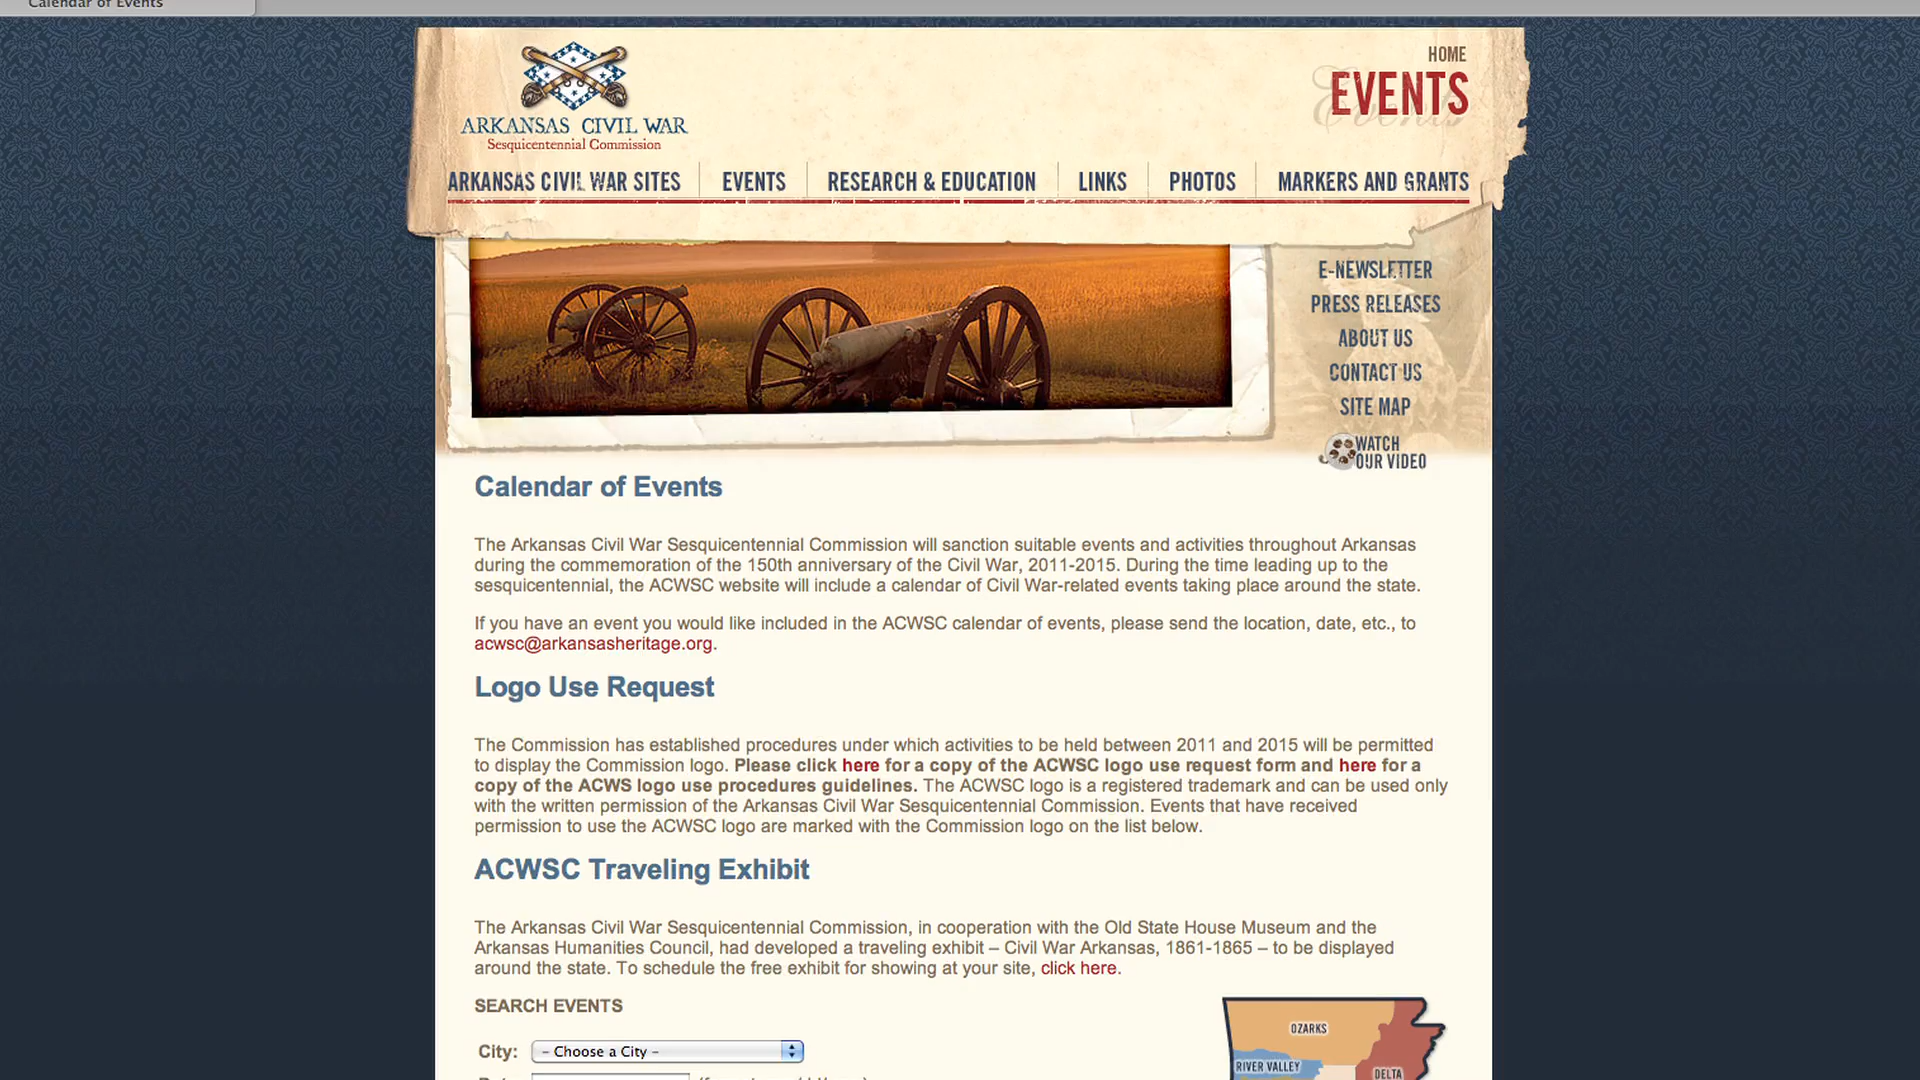 Calendar of Events
HOME
EVENTS
ARKANSAS CIVIL WAR
Sesquicentennial Commission
ARKANSAS CIVIL WAR SITES
EVENTS
RESEARCH & EDUCATION
LINKS
PHOTOS
MARKERS AND GRANTS
E-NEWSLETTER
PRESS RELEASES
ABOUT US
CONTACT US
SITE MAP
WATCH
OUR VIDEO
Calendar of Events
The Arkansas Civil War Sesquicentennial Commission will sanction suitable events and activities throughout Arkansas
during the commemoration of the 150th anniversary of the Civil War, 2011-2015. During the time leading up to the
sesquicentennial, the ACWSC website will include a calendar of Civil War-related events taking place around the state.
If you have an event you would like included in the ACWSC calendar of events, please send the location, date, etc., to
acwsc@arkansasheritage.org.
Logo Use Request
The Commission has established procedures under which activities to be held between 2011 and 2015 will be permitted
to display the Commission logo. Please click here for a copy of the ACWSC logo use request form and here for a
copy of the ACWS logo use procedures guidelines. The ACWSC logo is a registered trademark and can be used only
with the written permission of the Arkansas Civil War Sesquicentennial Commission. Events that have received
permission to use the ACWSC logo are marked with the Commission logo on the list below.
ACWSC Traveling Exhibit
The Arkansas Civil War Sesquicentennial Commission, in cooperation with the Old State House Museum and the
Arkansas Humanities Council, had developed a traveling exhibit – Civil War Arkansas, 1861-1865 – to be displayed
around the state. To schedule the free exhibit for showing at your site, click here.
SEARCH EVENTS
City: – Choose a City –
OZARKS
RIVER VALLEY
DELTA